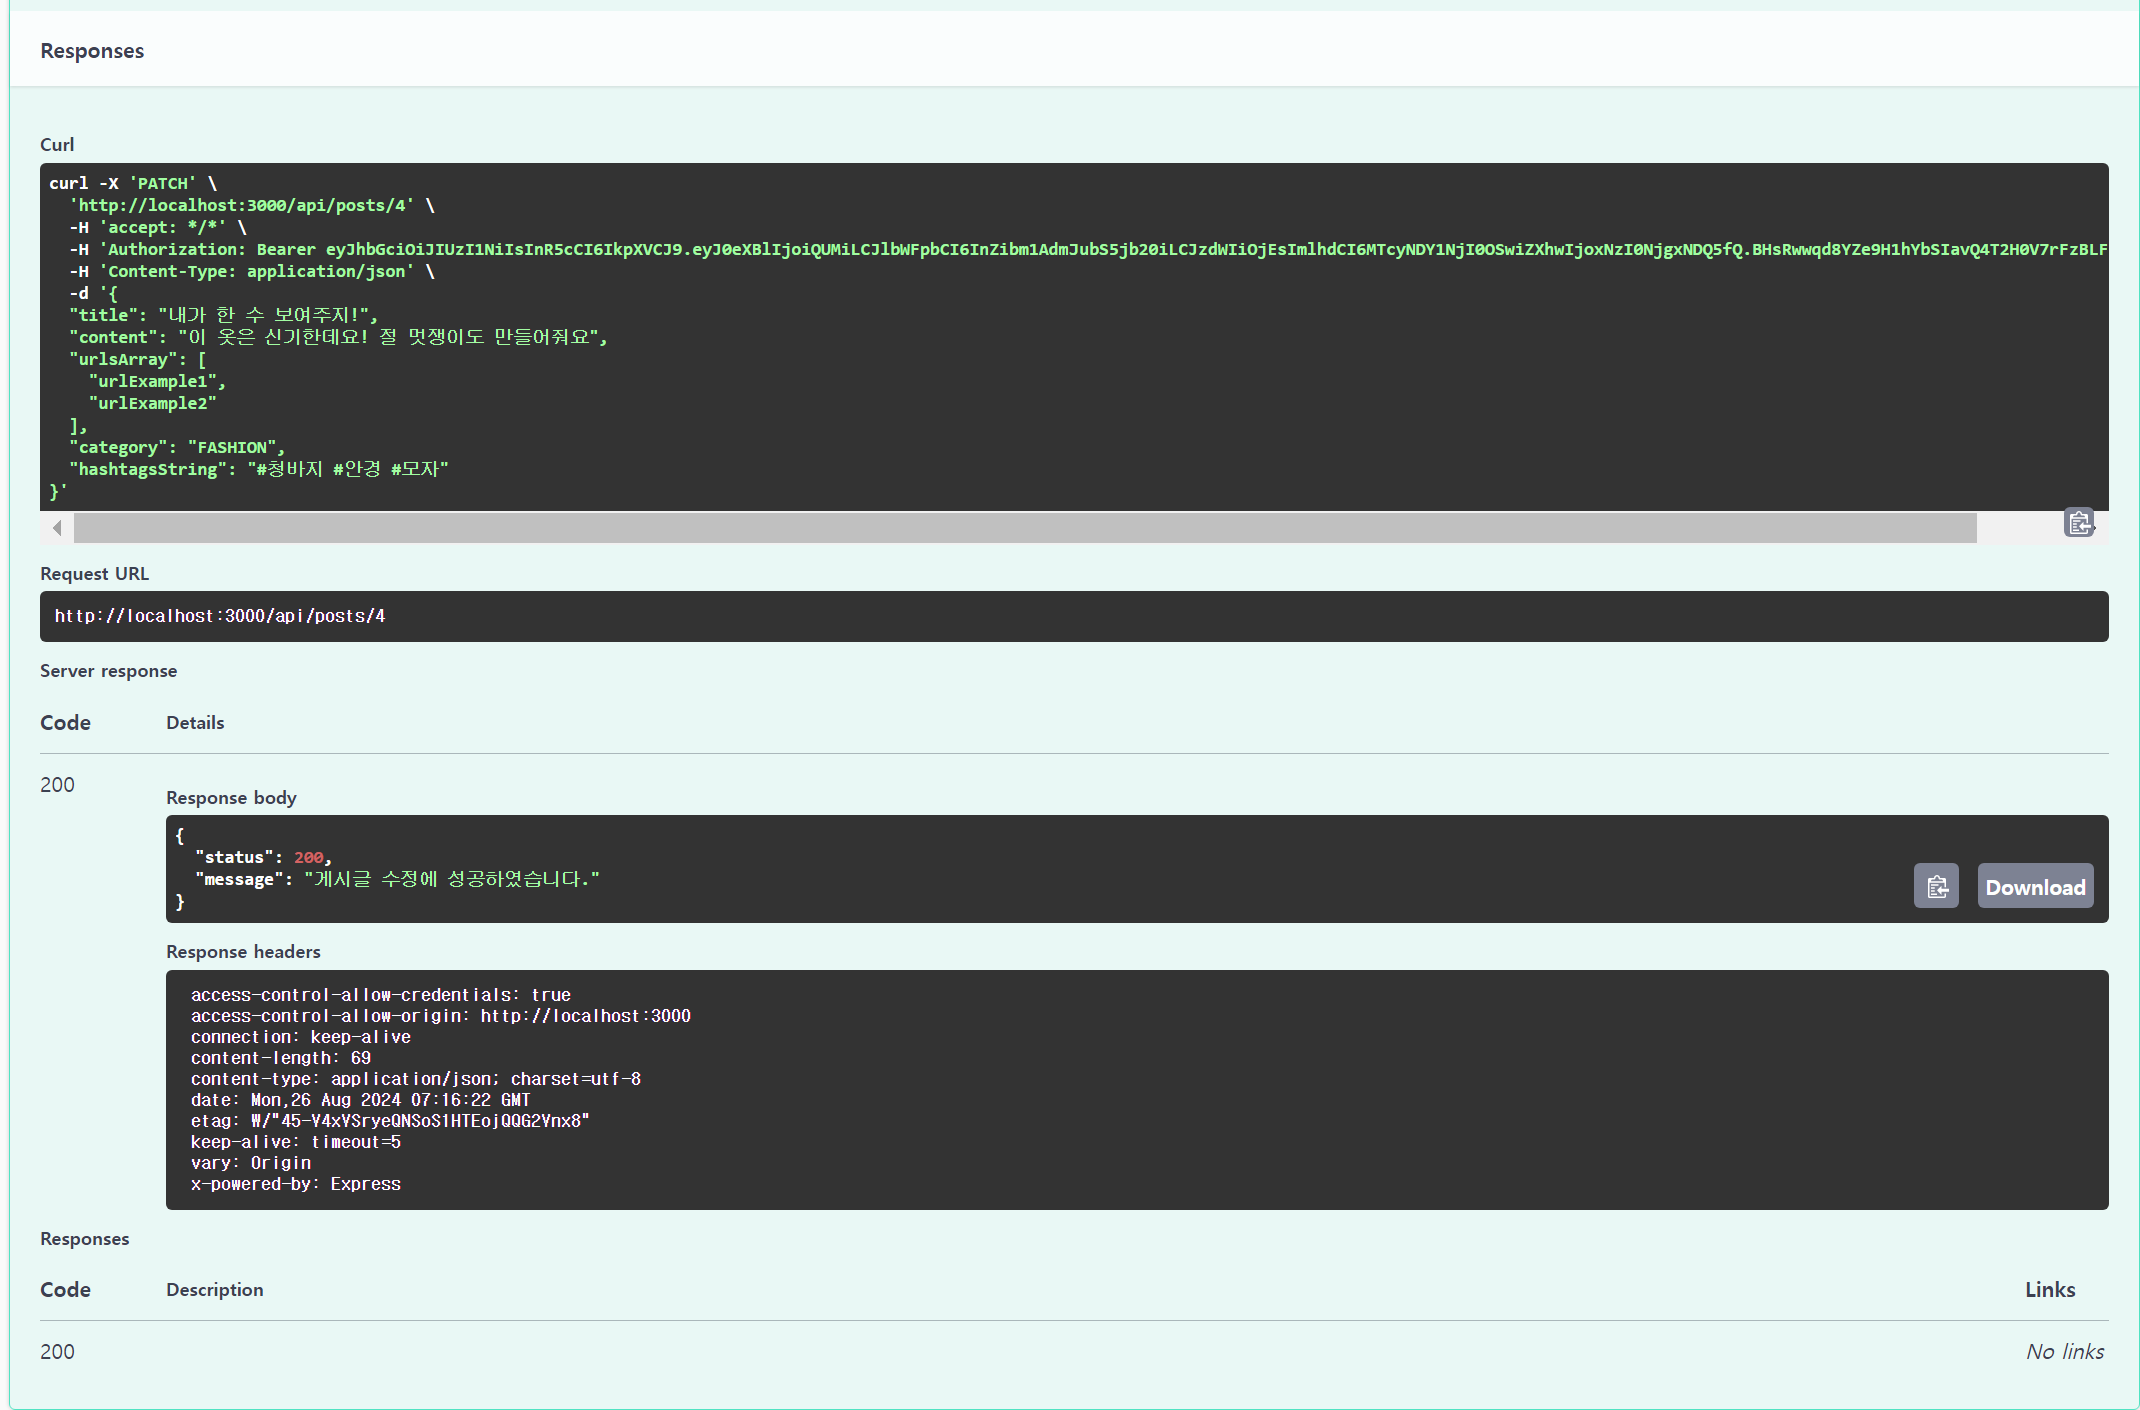 Responses
Curl
curl -X 'PATCH' \
'http://localhost:3000/api/posts/4' \
-H 'accept: */*' \
-H 'Authorization: Bearer eyJhbGciOiJIUzI1NiIsInR5cCI6IkpXVCJ9.eyJ0eXBlIjoiQUMiLCJlbWFpbCI6InZibm1AdmJubS5jb20iLCJzdWIiOjEsImlhdCI6MTcyNDY1NjI0OSwiZXhwIjoxNzI0NjgxNDQ5fQ.BHsRwwqd8YZe9H1hYbSIavQ4T2H0V7rFzBLF
-H 'Content-Type: application/json' \
-d '{
"title": "내가 한 수 보여주지!",
"content": "이 옷은 신기한데요! 절 멋쟁이도 만들어줘요",
"urlsArray": [
"urlExample1",
"urlExample2"
],
"category": "FASHION",
"hashtagsString": "#청바지 #안경 #모자"
}'
Request URL
http://localhost:3000/api/posts/4
Server response
Code Details
200
Response body
{
"status": 200,
"message": "게시글 수정에 성공하였습니다."
}
Download
Response headers
access-control-allow-credentials: true
access-control-allow-origin: http://localhost:3000
connection: keep-alive
content-length: 69
content-type: application/json; charset=utf-8
date: Mon,26 Aug 2024 07:16:22 GMT
etag: W/"45-V4xVSryeQNSoS1HTEojQQG2Vnx8"
keep-alive: timeout=5
vary: Origin
x-powered-by: Express
Responses
Code Description Links
200 No links